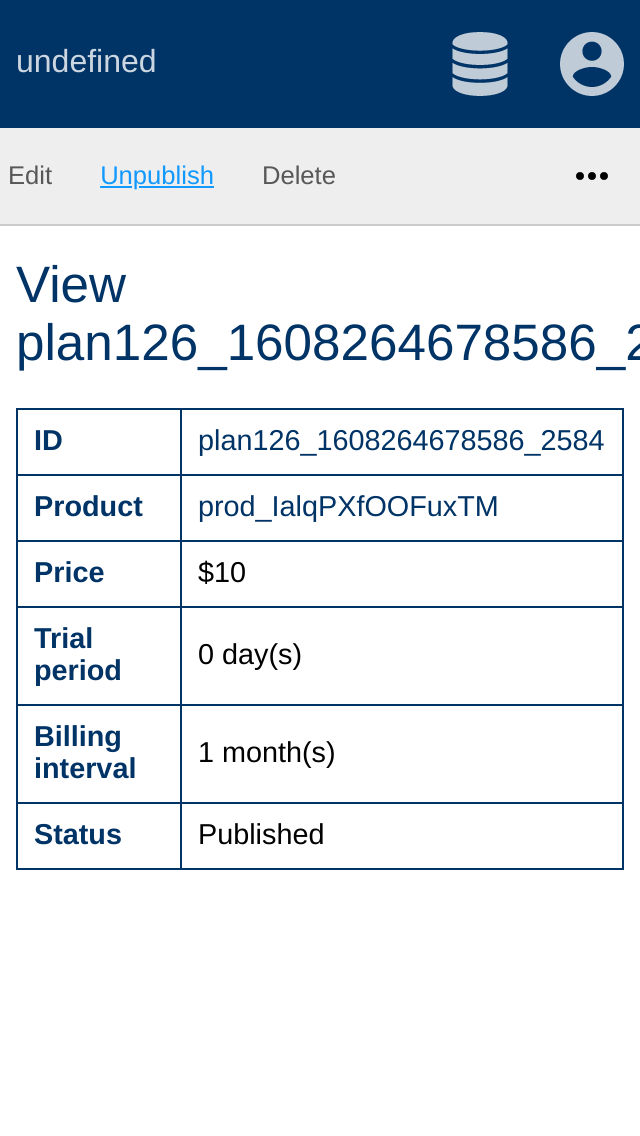 undefined
Edit Unpublish Delete
View
plan126_1608264678586_2
ID plan126_1608264678586_2584
Product prod_IalqPXfOOFuxTM
Price $10
Trial
period
0 day(s)
Billing
interval
1 month(s)
Status Published